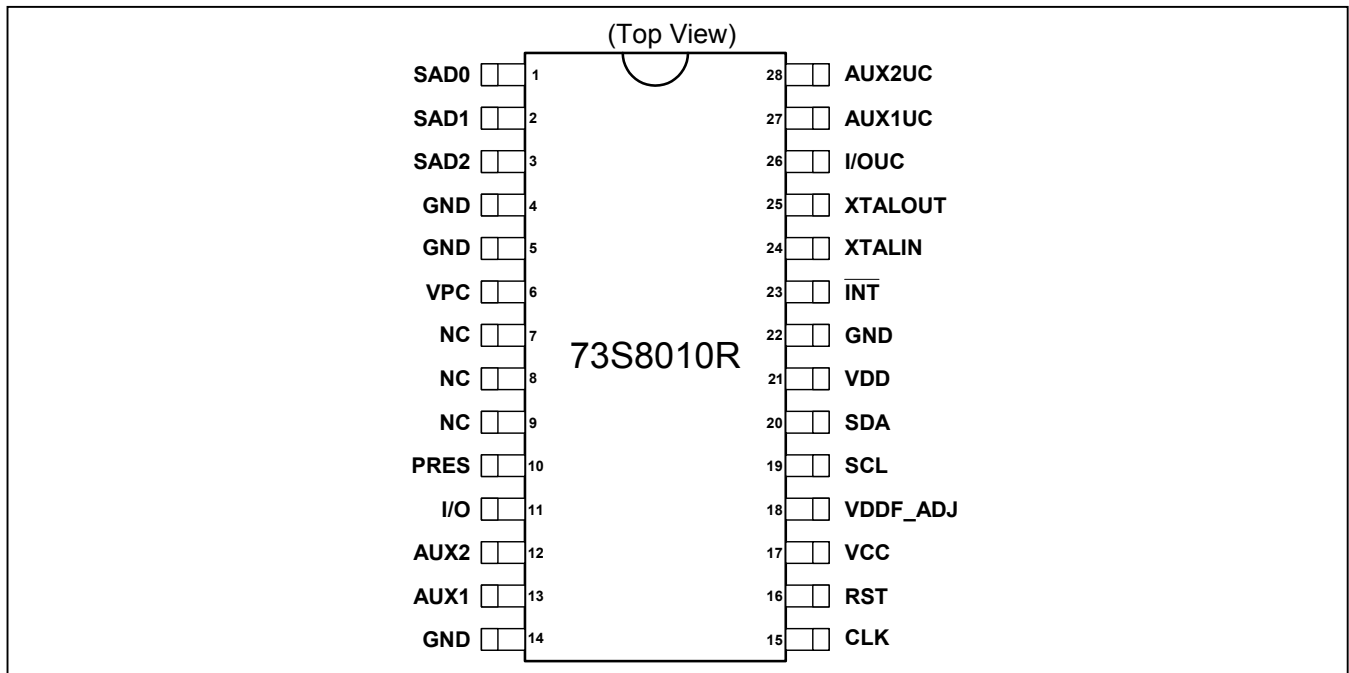 (Top View)
SAD0 1 28 AUX2UC
SAD1 2 27 AUX1UC
SAD2 3 26 I/OUC
GND 4 25 XTALOUT
GND 5 24 XTALIN
VPC 6 23 INT
NC 7 22 GND
73S8010R
NC 8 21 VDD
NC 9 20 SDA
PRES 10 19 SCL
I/O 11 18 VDDF_ADJ
AUX2 12 17 VCC
AUX1 13 16 RST
GND 14 15 CLK